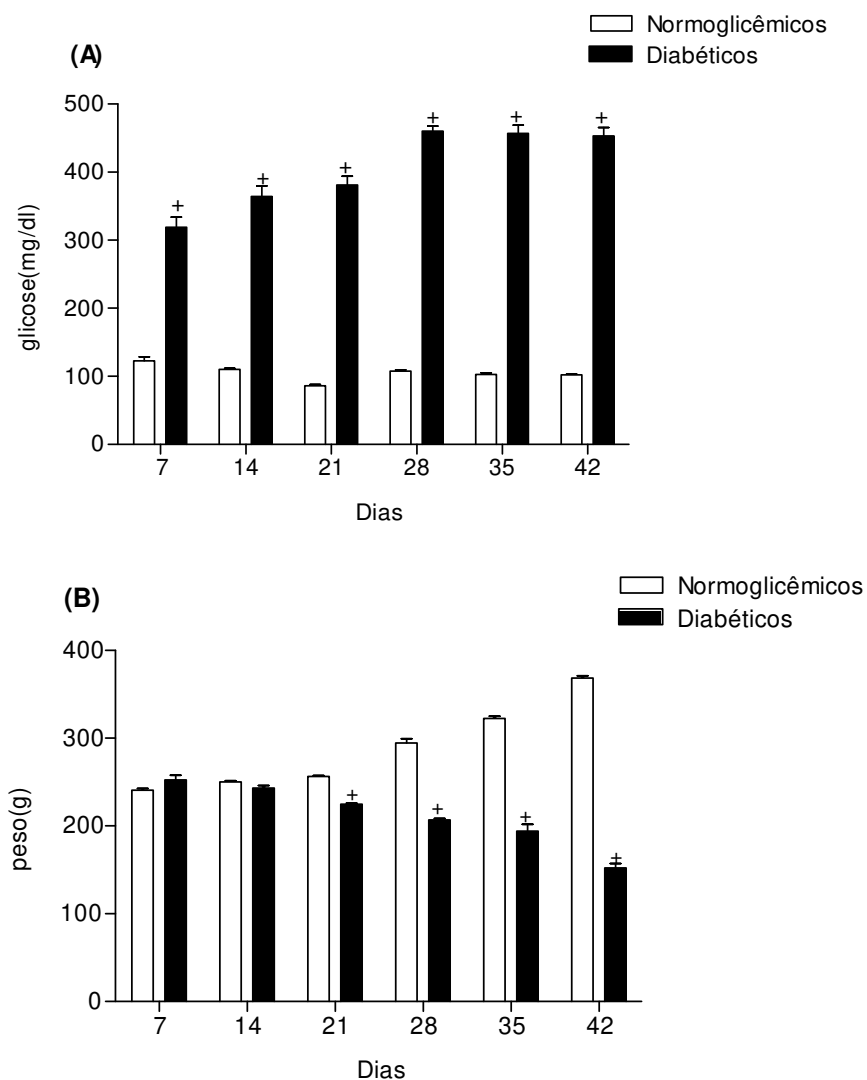 Normoglicêmicos
(A)
Diabéticos
500
400
300
200
100
0
+ + + + + +
glicose(mg/dl)
7 14 21 28 35 42
Dias
Normoglicêmicos
(B)
Diabéticos
400
300
200
100
0
+ + + +
peso(g)
7 14 21 28 35 42
Dias